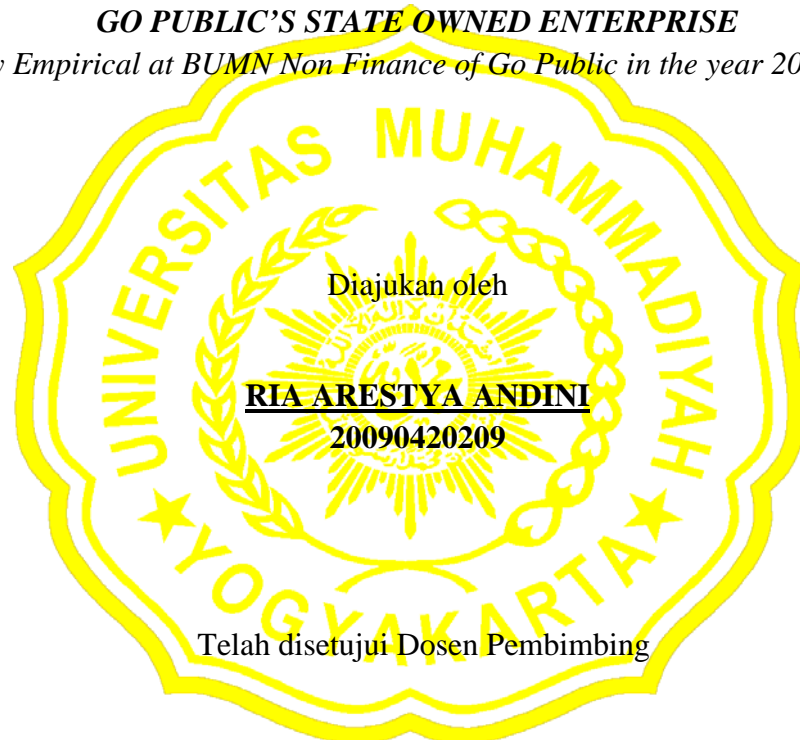 GO PUBLIC'S STATE OWNED ENTERPRISE
Empirical at BUMN Non Finance of Go Public in the year
UNIVERSITAS MUHAMMADIYAH
Diajukan oleh
RIA ARESTYA ANDINI
20090420209
YOGYAKARTA
Telah disetujui Dosen Pembimbing